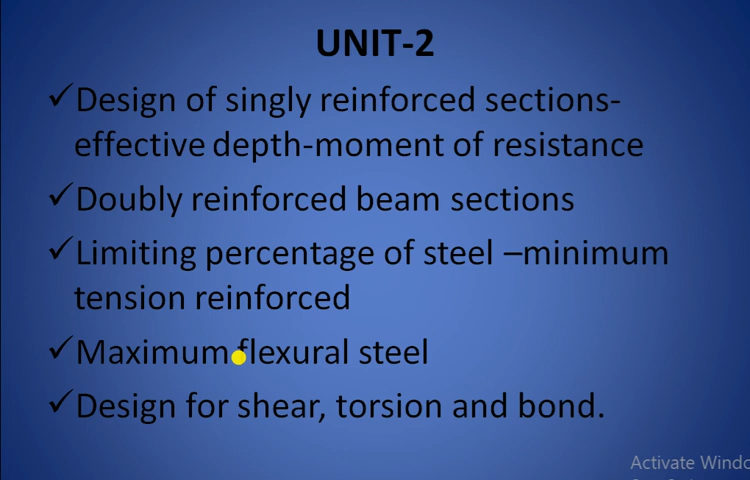 UNIT-2
✓Design of singly reinforced sections-
effective depth-moment of resistance
✓Doubly reinforced beam sections
✓Limiting percentage of steel –minimum
tension reinforced
✓Maximum flexural steel
✓Design for shear, torsion and bond.
Activate Windo